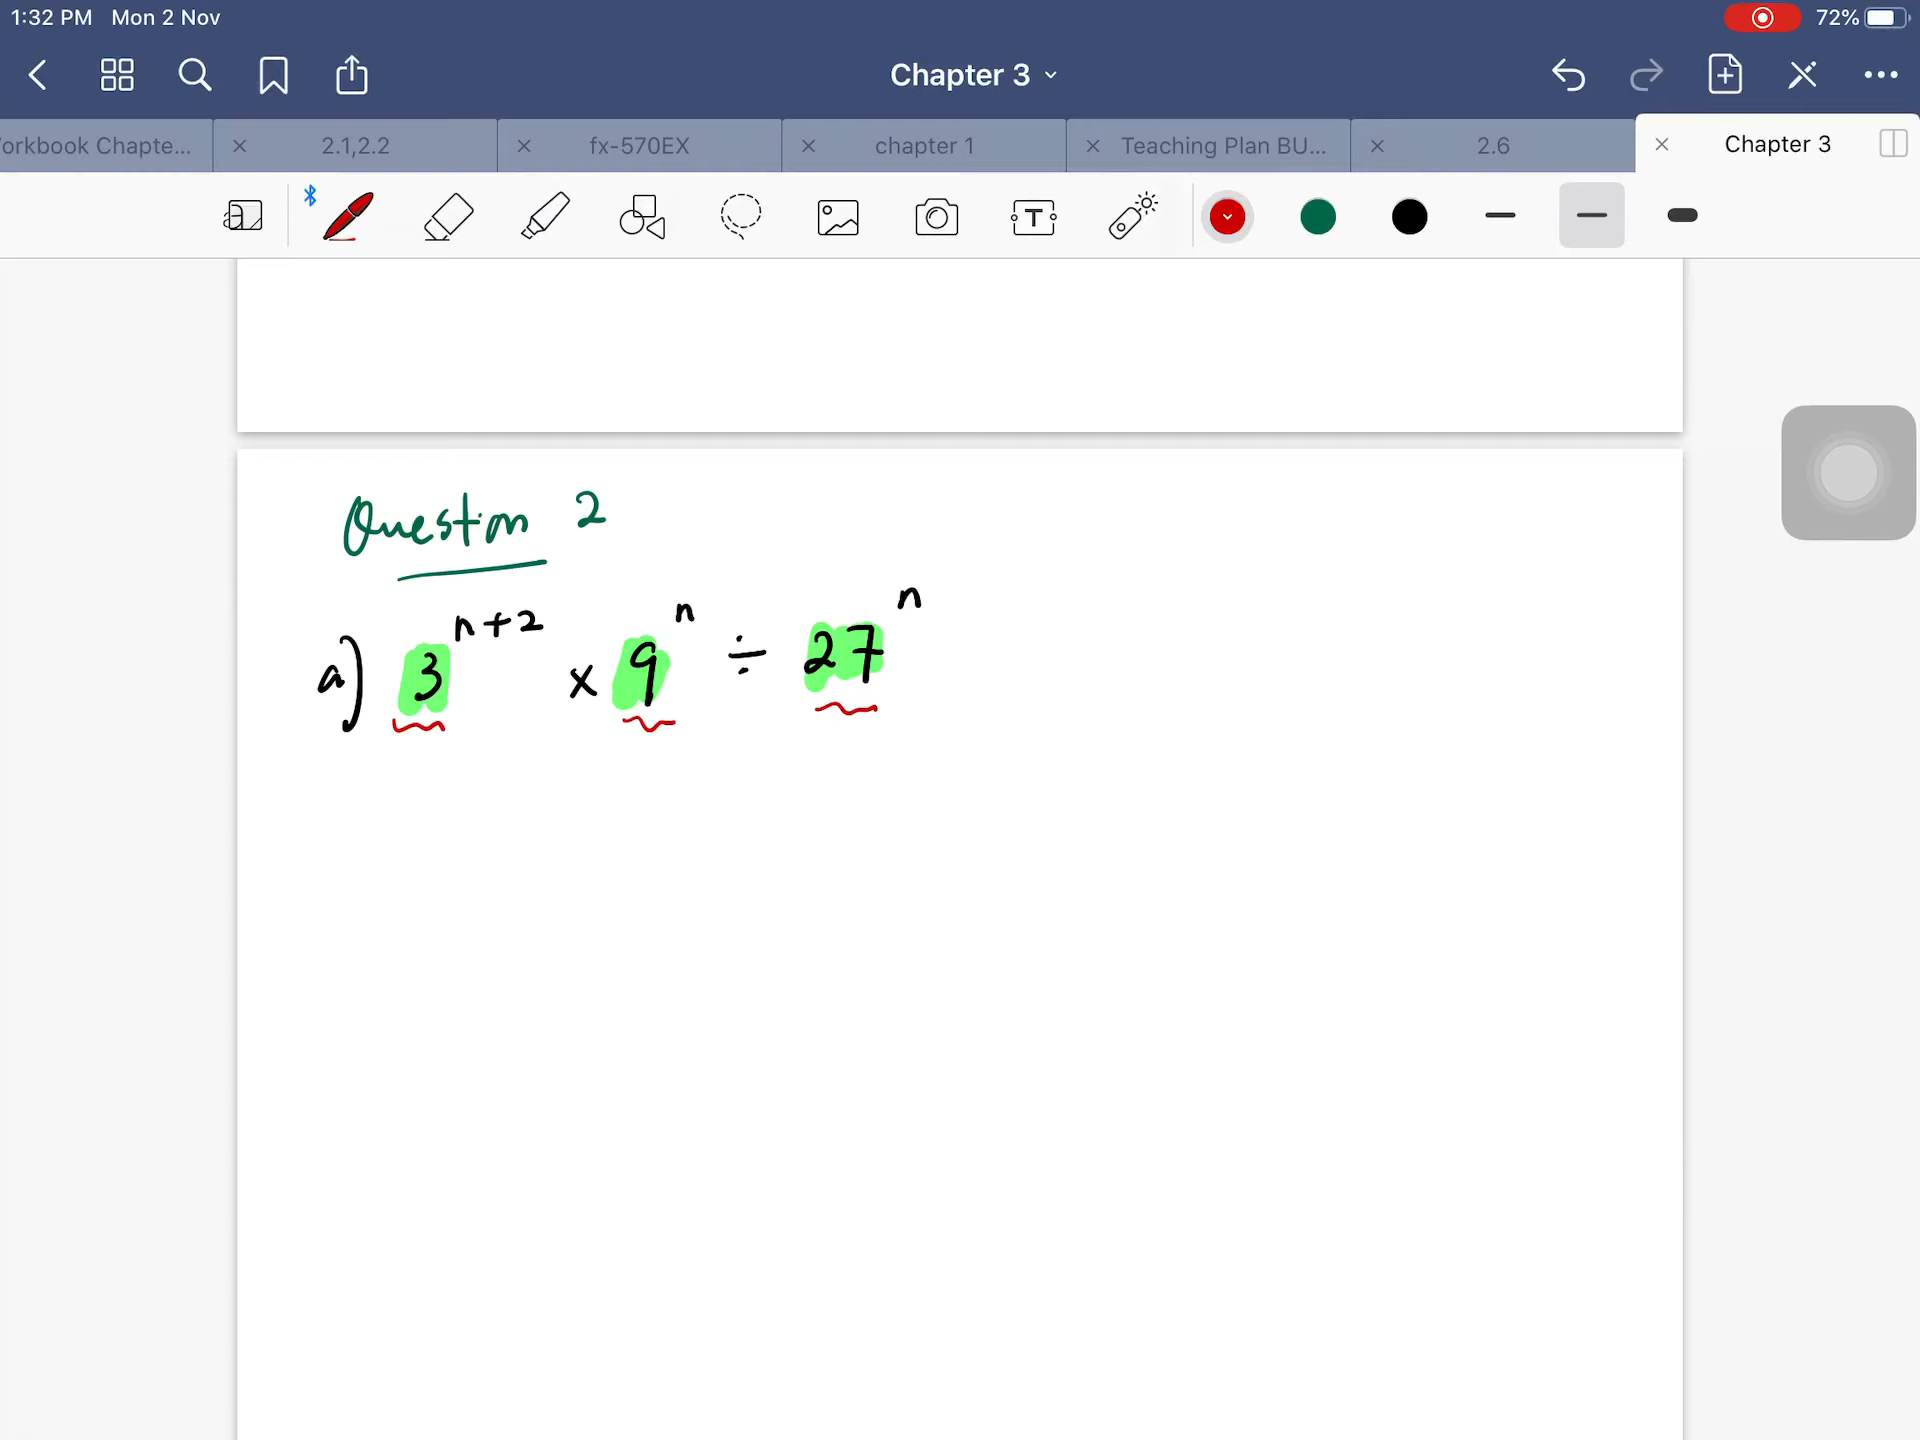 1:32 PM Mon 2 Nov 72%
Chapter 3
orkbook Chapte... 2.1,2.2 fx-570EX chapter 1 Teaching Plan BU... 2.6 Chapter 3
Question 2
a) 3^{n+2} × 9^n ÷ 27^n